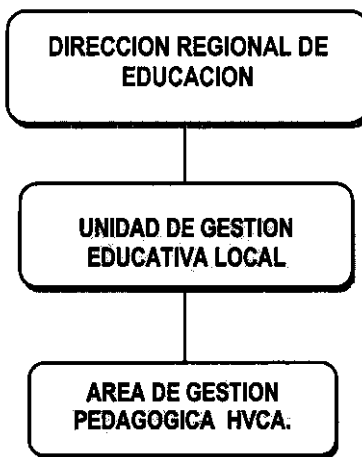 DIRECCION REGIONAL DE
EDUCACION
UNIDAD DE GESTION
EDUCATIVA LOCAL
AREA DE GESTION
PEDAGOGICA HVCA.